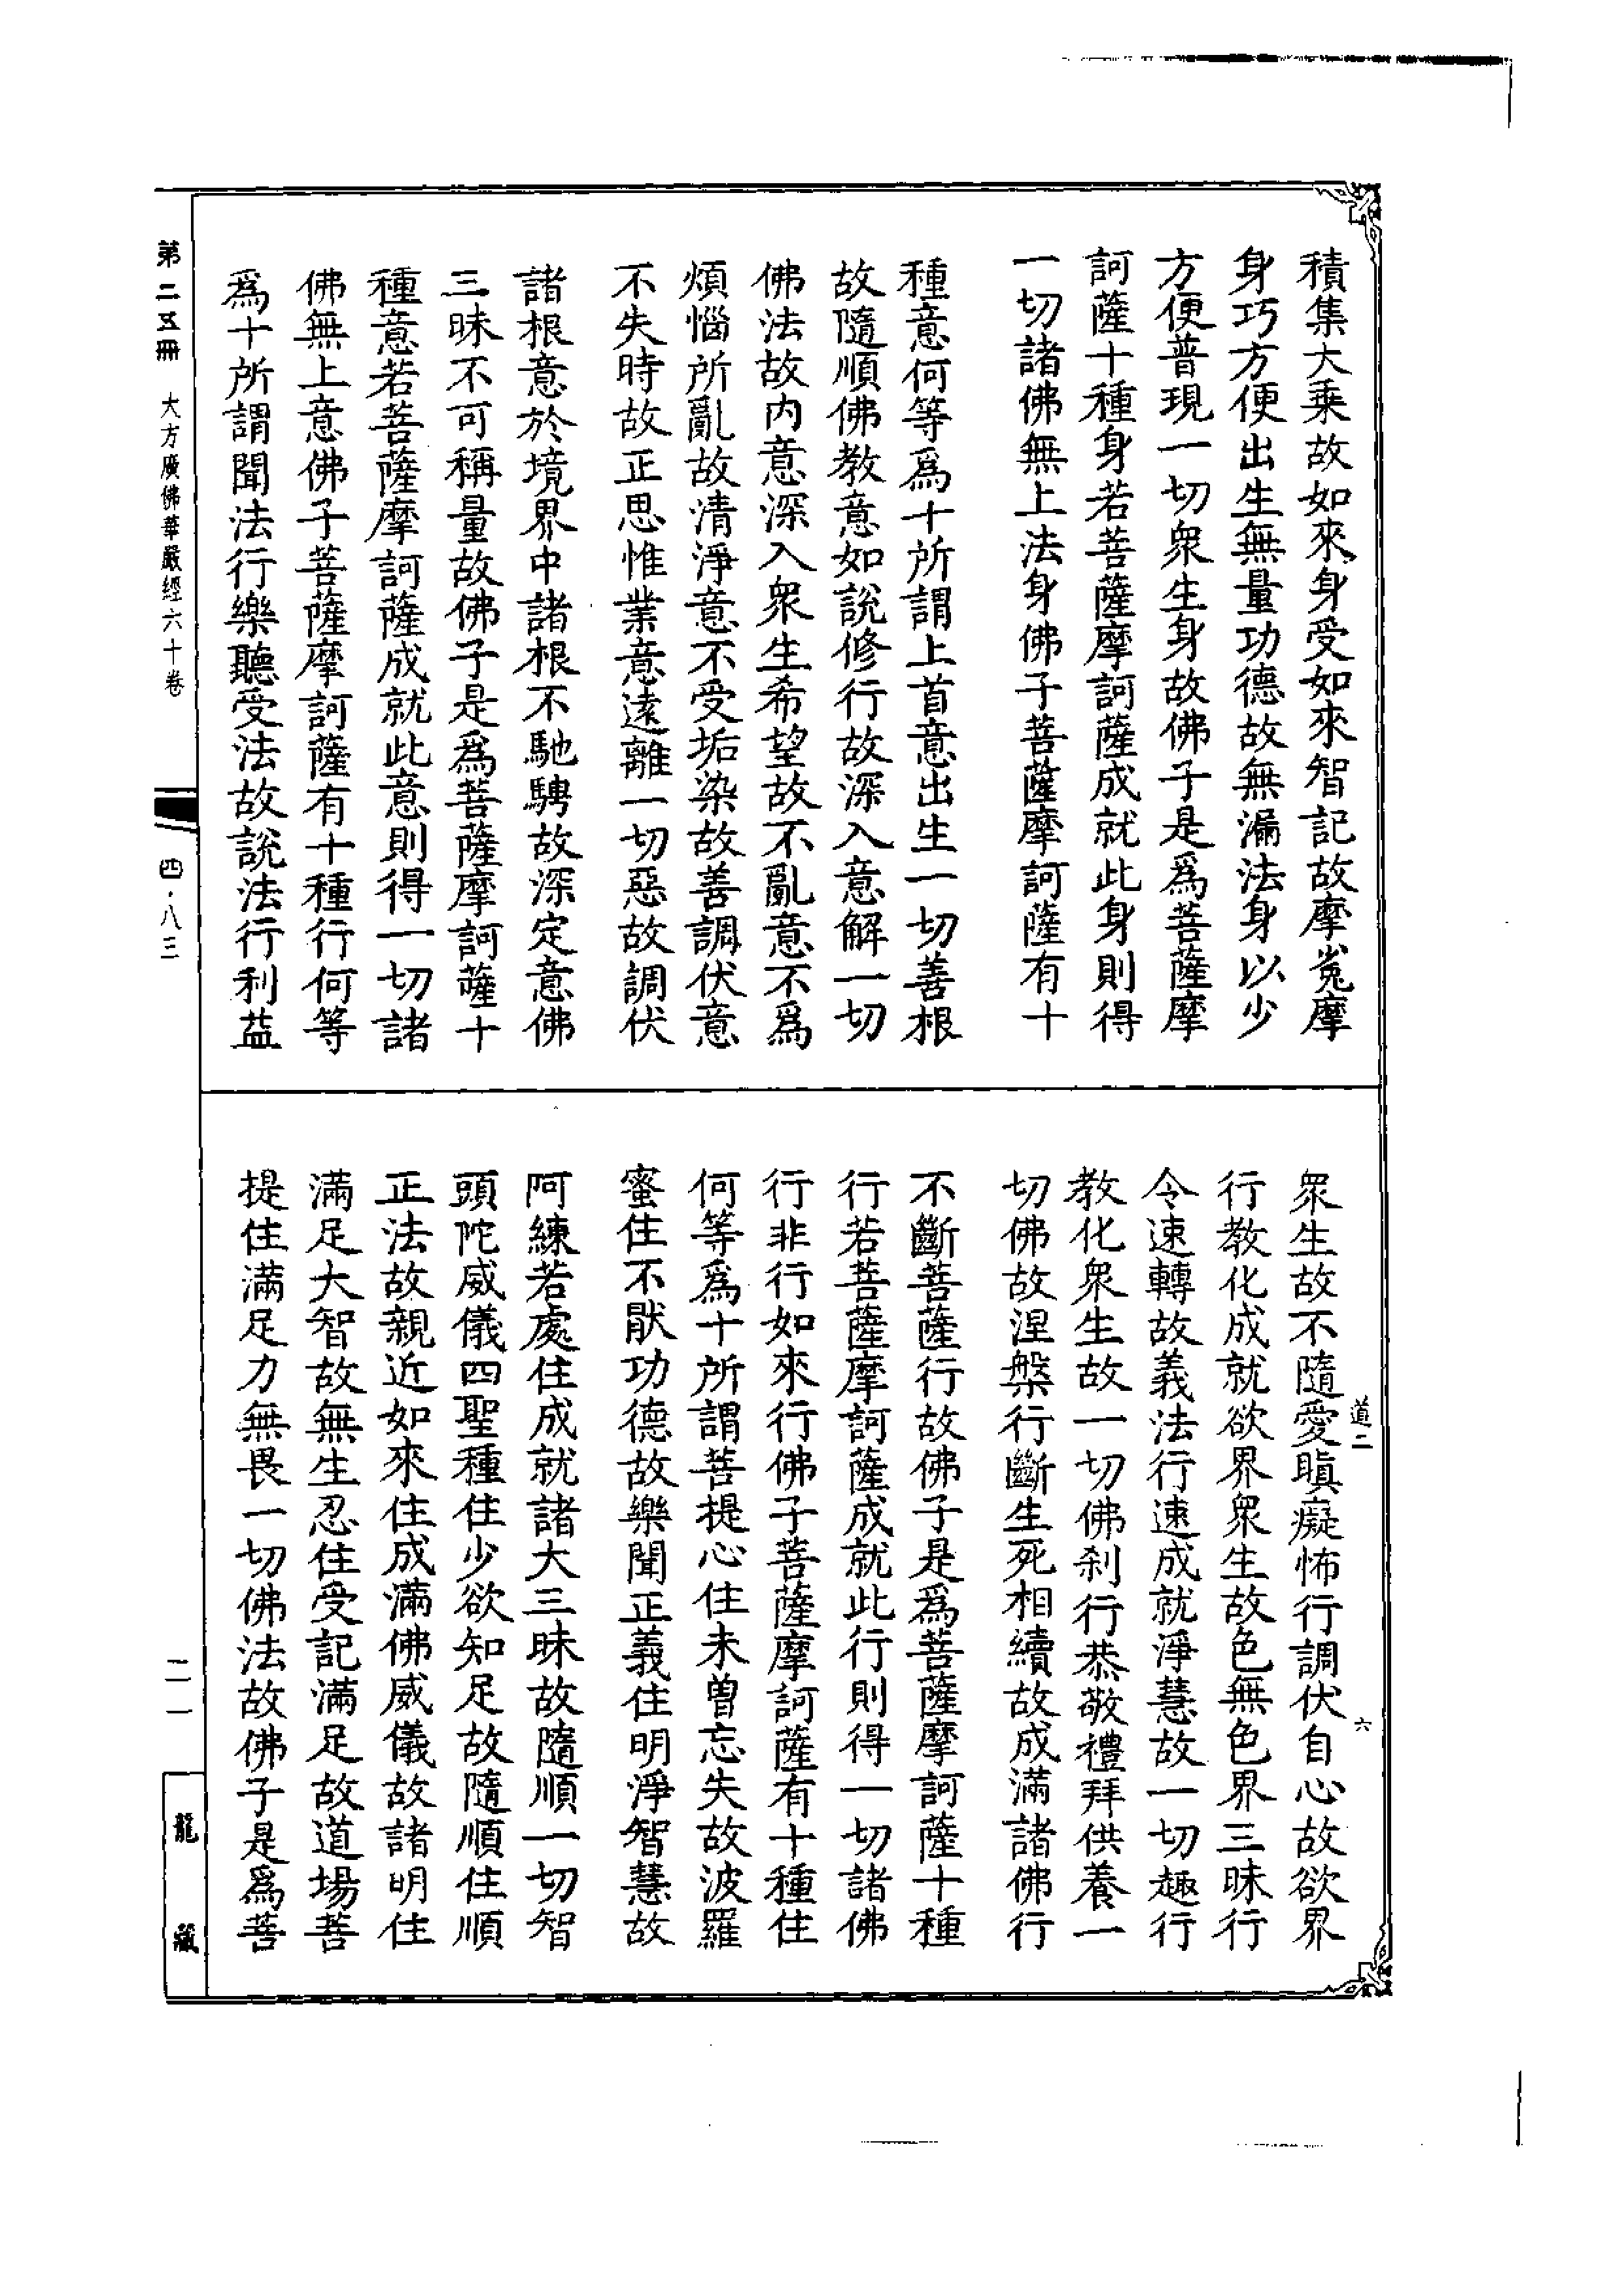 積集大乗故如來身受如來智記故摩㝹摩
身巧方便出生無量功德故無漏法身以少
方便普現一切衆生身故佛子是爲菩薩摩
訶薩十種身若菩薩摩訶薩成就此身則得
一切諸佛無上法身佛子菩薩摩訶薩有十
種意何等爲十所謂上首意出生一切善根
故隨順佛教意如說修行故深入意解一切
佛法故内意深入衆生希望故不亂意不爲
煩惱所亂故清淨意不受垢染故善調伏意
不失時故正思惟業意遠離一切惡故調伏
諸根意於境界中諸根不馳騁故深定意佛
三昧不可稱量故佛子是爲菩薩摩訶薩十
種意若菩薩摩訶薩成就此意則得一切諸
佛無上意佛子菩薩摩訶薩有十種行何等
爲十所謂聞法行樂聽受法故說法行利益
衆生故不隨愛瞋癡怖行調伏自心故欲界
行教化成就欲界衆生故色無色界三昧行
令速轉故義法行速成就淨慧故一切趣行
教化衆生故一切佛刹行恭敬禮拜供養一
切佛故涅槃行斷生死相續故成滿諸佛行
不斷菩薩行故佛子是爲菩薩摩訶薩十種
行若菩薩摩訶薩成就此行則得一切諸佛
行非行如來行佛子菩薩摩訶薩有十種住
何等爲十所謂菩提心住未曽忘失故波羅
蜜住不猒功德故樂聞正義住明淨智慧故
阿練若處住成就諸大三昧故隨順一切智
頭陀威儀四聖種住少欲知足故隨順住順
正法故親近如來住成滿佛威儀故諸明住
滿足大智故無生忍住受記滿足故道場菩
提住滿足力無畏一切佛法故佛子是爲菩
道二
六
第二五冊
大方廣佛華嚴經六十卷
四·八三
二一
龍藏